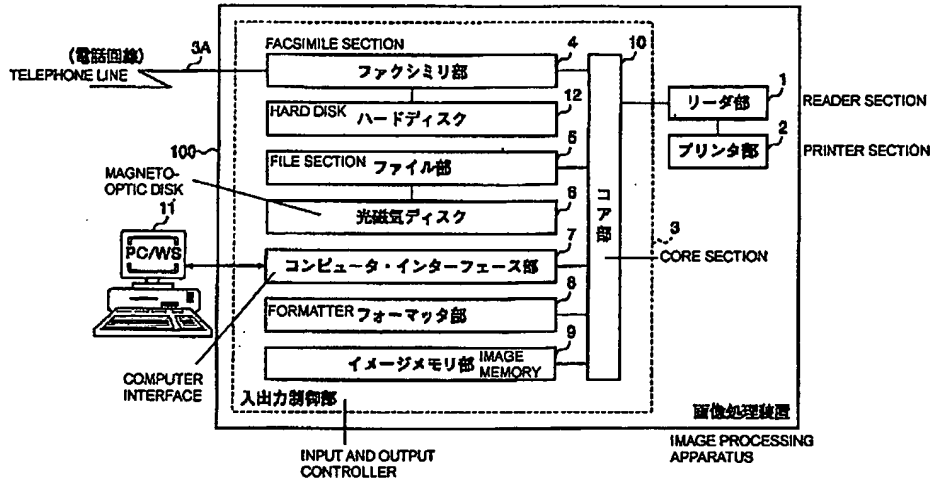 (電話回線)
TELEPHONE LINE
3A
FACSIMILE SECTION
4
ファクシミリ部
10
HARD DISK
ハードディスク
12
1
リーダ部
READER SECTION
100
FILE SECTION
ファイル部
5
2
プリンタ部
PRINTER SECTION
MAGNETO-
OPTIC DISK
光磁気ディスク
6
コア部
3
CORE SECTION
11
PC/WS
コンピュータ・インターフェース部
7
FORMATTER
フォーマッタ部
8
イメージメモリ部
IMAGE
MEMORY
9
COMPUTER
INTERFACE
入出力制御部
画像処理装置
INPUT AND OUTPUT
CONTROLLER
IMAGE PROCESSING
APPARATUS